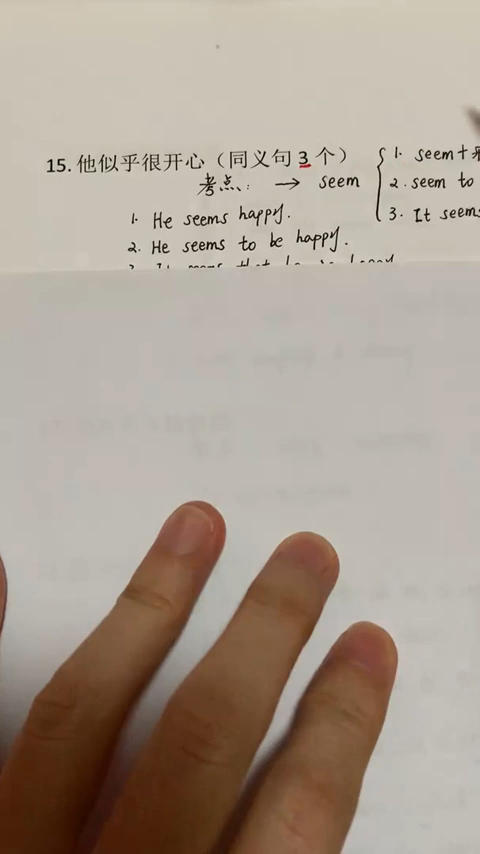 15. 他似乎很开心（同义句 3 个）
考点: → seem
1. seem+
2. seem to
3. It seems
1. He seems happy.
2. He seems to be happy.